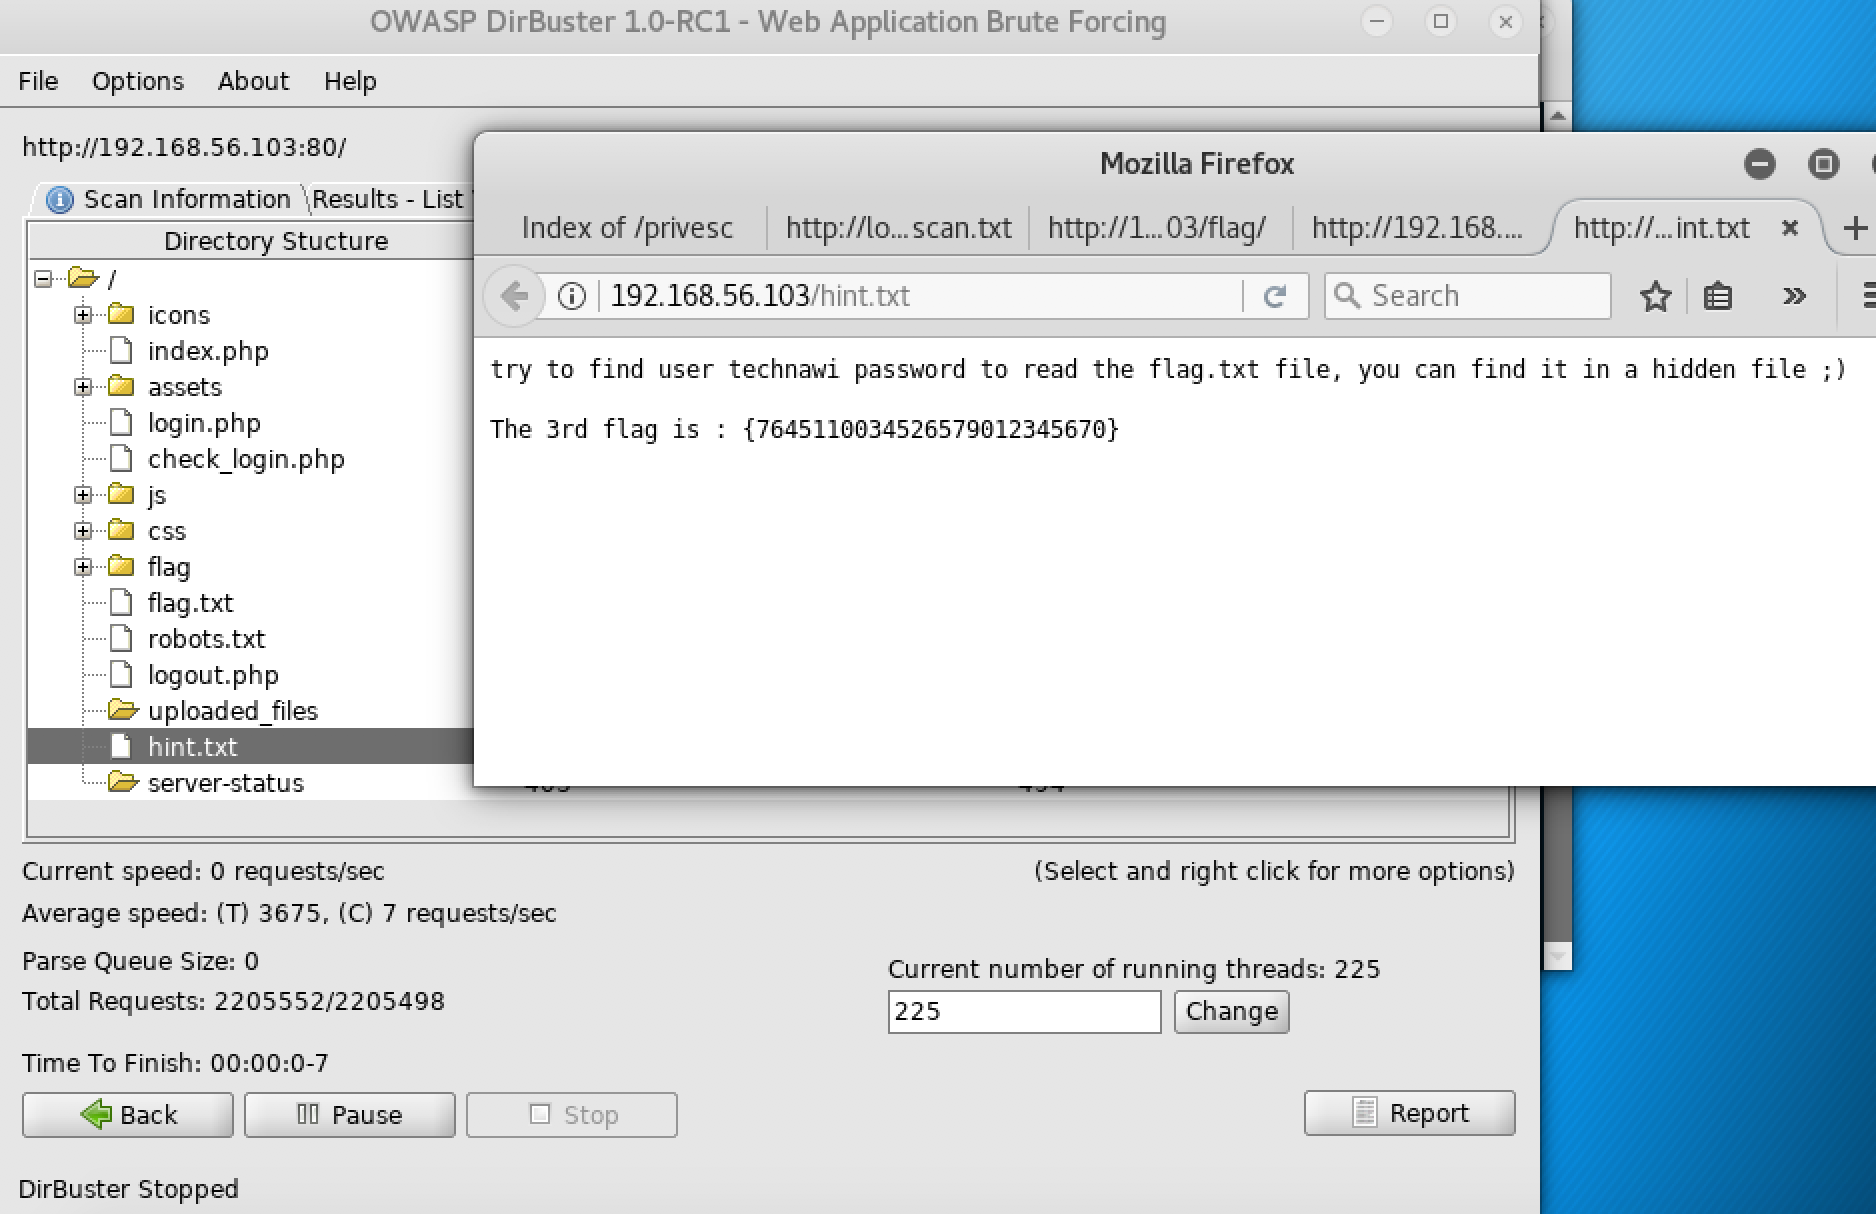 OWASP DirBuster 1.0-RC1 - Web Application Brute Forcing
File Options About Help
http://192.168.56.103:80/
Scan Information Results - List
Directory Stucture
/
icons
index.php
assets
login.php
check_login.php
js
css
flag
flag.txt
robots.txt
logout.php
uploaded_files
hint.txt
server-status
Mozilla Firefox
Index of /privesc http://lo...scan.txt http://1...03/flag/ http://192.168.... http://...int.txt
192.168.56.103/hint.txt Search
try to find user technawi password to read the flag.txt file, you can find it in a hidden file ;)
The 3rd flag is : {7645110034526579012345670}
Current speed: 0 requests/sec (Select and right click for more options)
Average speed: (T) 3675, (C) 7 requests/sec
Parse Queue Size: 0
Current number of running threads: 225
Total Requests: 2205552/2205498
225 Change
Time To Finish: 00:00:0-7
Back Pause Stop Report
DirBuster Stopped